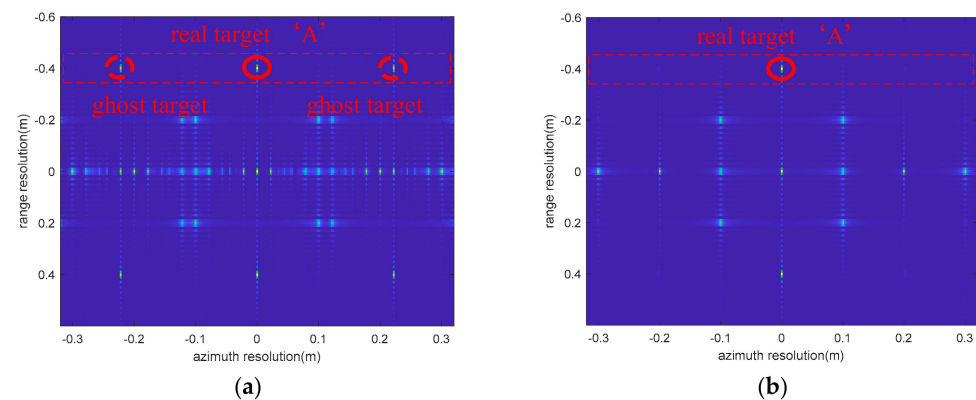 -0.6
real target 'A'
-0.4
ghost target ghost target
-0.2
0
0.2
0.4
range resolution(m)
-0.3 -0.2 -0.1 0 0.1 0.2 0.3
azimuth resolution(m)
(a)
-0.6
real target 'A'
-0.4
-0.2
0
0.2
0.4
range resolution(m)
-0.3 -0.2 -0.1 0 0.1 0.2 0.3
azimuth resolution(m)
(b)